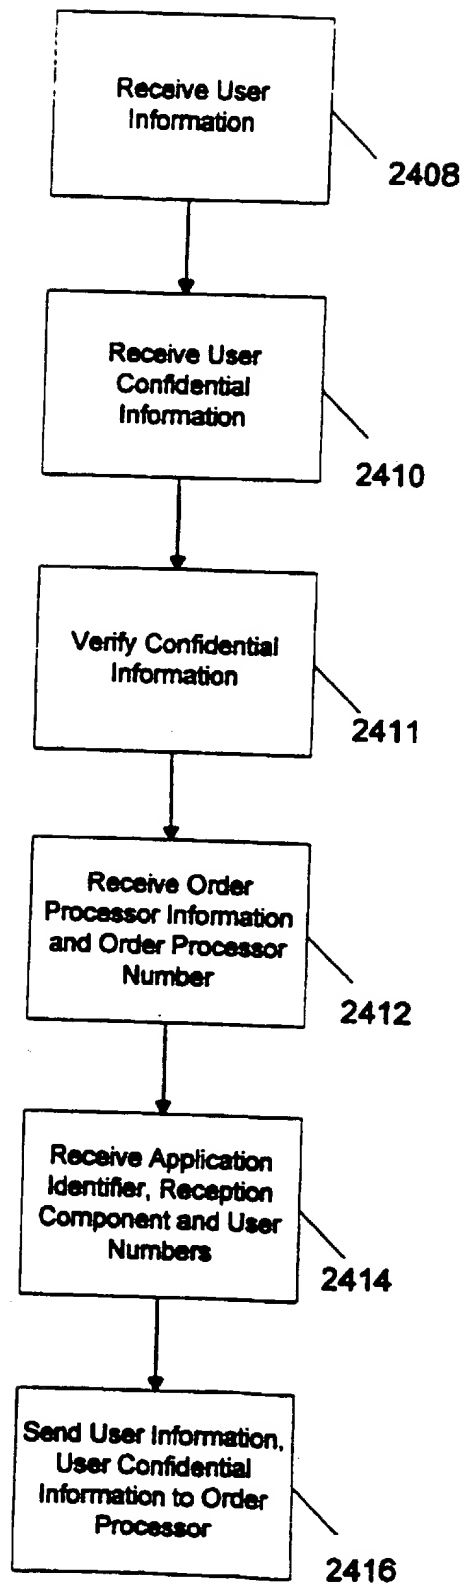 Receive User
Information
2408
Receive User
Confidential
Information
2410
Verify Confidential
Information
2411
Receive Order
Processor Information
and Order Processor
Number
2412
Receive Application
Identifier, Reception
Component and User
Numbers
2414
Send User Information,
User Confidential
Information to Order
Processor
2416